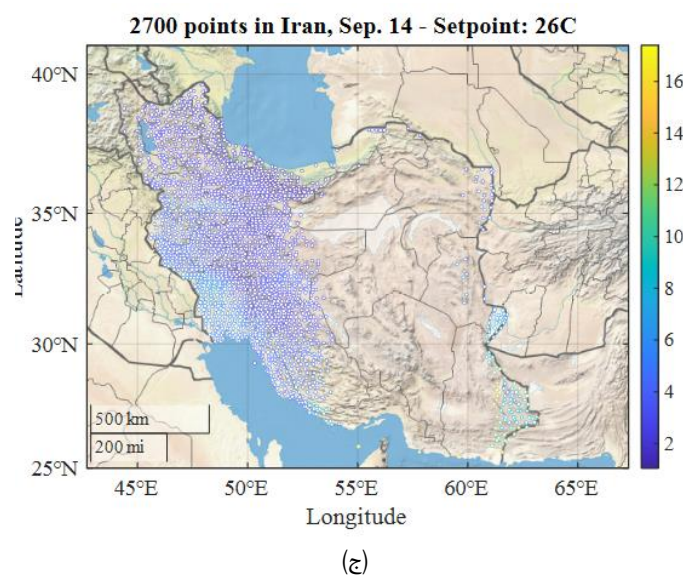 2700 points in Iran, Sep. 14 - Setpoint: 26C
40°N
35°N
30°N
25°N
Latitude
500 km
200 mi
45°E
50°E
55°E
60°E
65°E
Longitude
16
14
12
10
8
6
4
2
(ج)